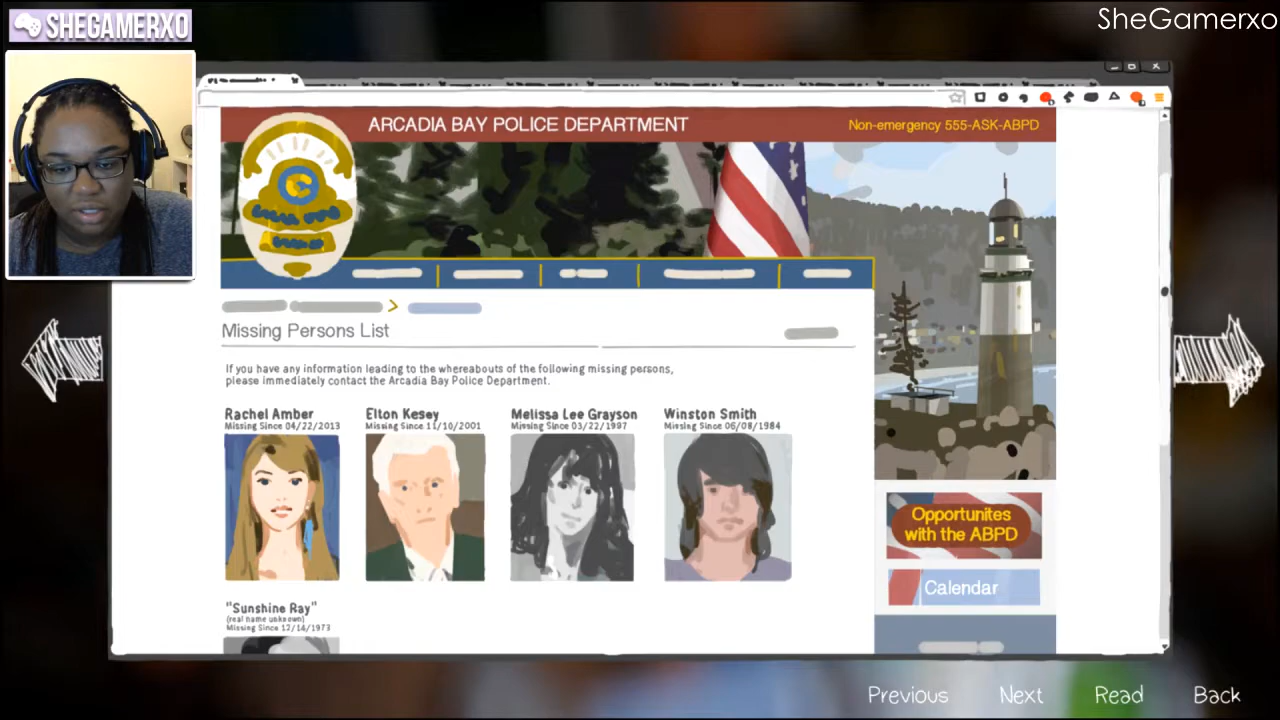 SHEGAMERXO
SheGamerxo
ARCADIA BAY POLICE DEPARTMENT
Non-emergency 555-ASK-ABPD
Missing Persons List
If you have any information leading to the whereabouts of the following missing persons,
please immediately contact the Arcadia Bay Police Department.
Rachel Amber
Missing Since 04/22/2013
Elton Kesey
Missing Since 11/10/2001
Melissa Lee Grayson
Missing Since 03/22/1997
Winston Smith
Missing Since 06/08/1984
"Sunshine Ray"
(real name unknown)
Missing Since 12/14/1973
Opportunites
with the ABPD
Calendar
Previous
Next
Read
Back